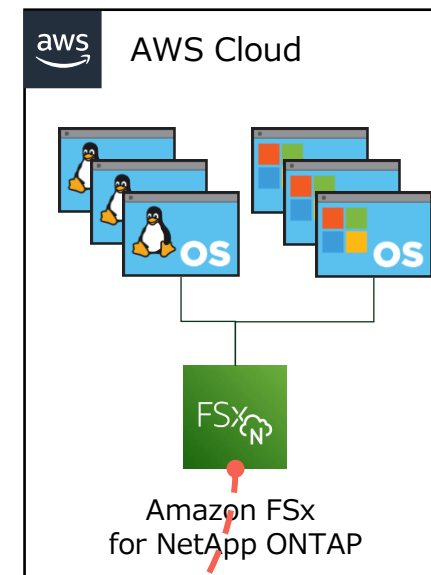 aws
AWS Cloud
OS
OS
FSx
N
Amazon FSx
for NetApp ONTAP